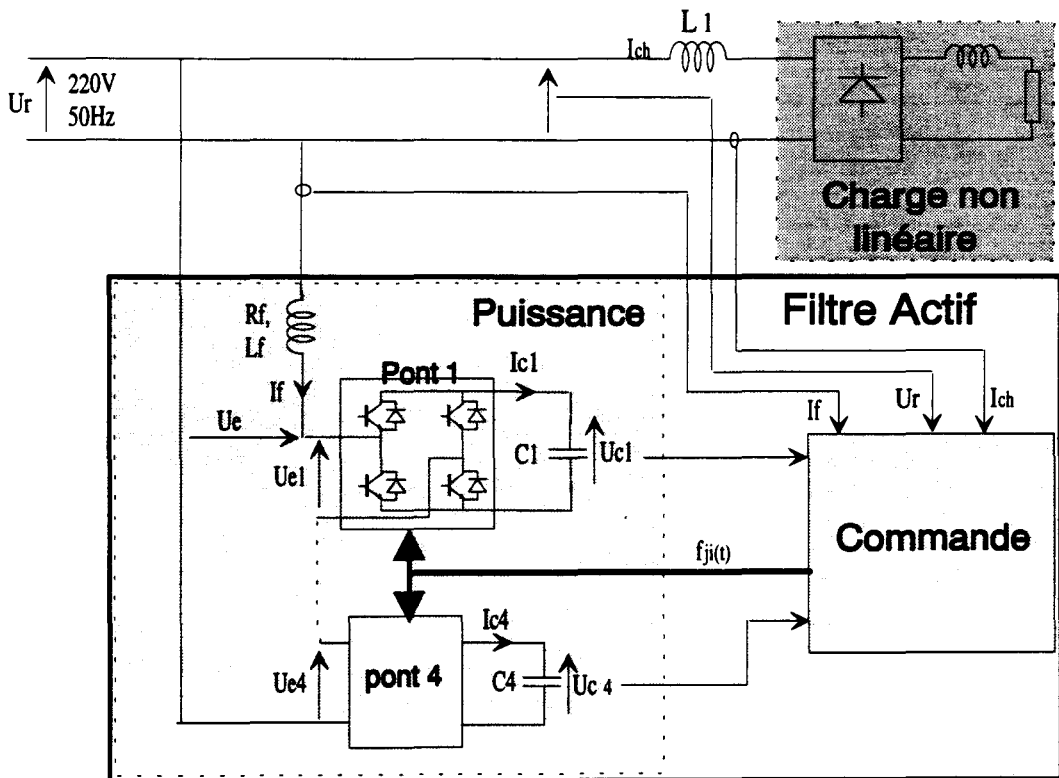 L 1
Ich
220V
50Hz
Ur
Charge non
linéaire
Puissance
Filtre Actif
Rf,
Lf
Pont 1
Ic1
If
Ue
Ue1
C1
Uc1
If
Ur
Ich
Commande
fji(t)
Ic4
pont 4
Ue4
C4
Uc 4